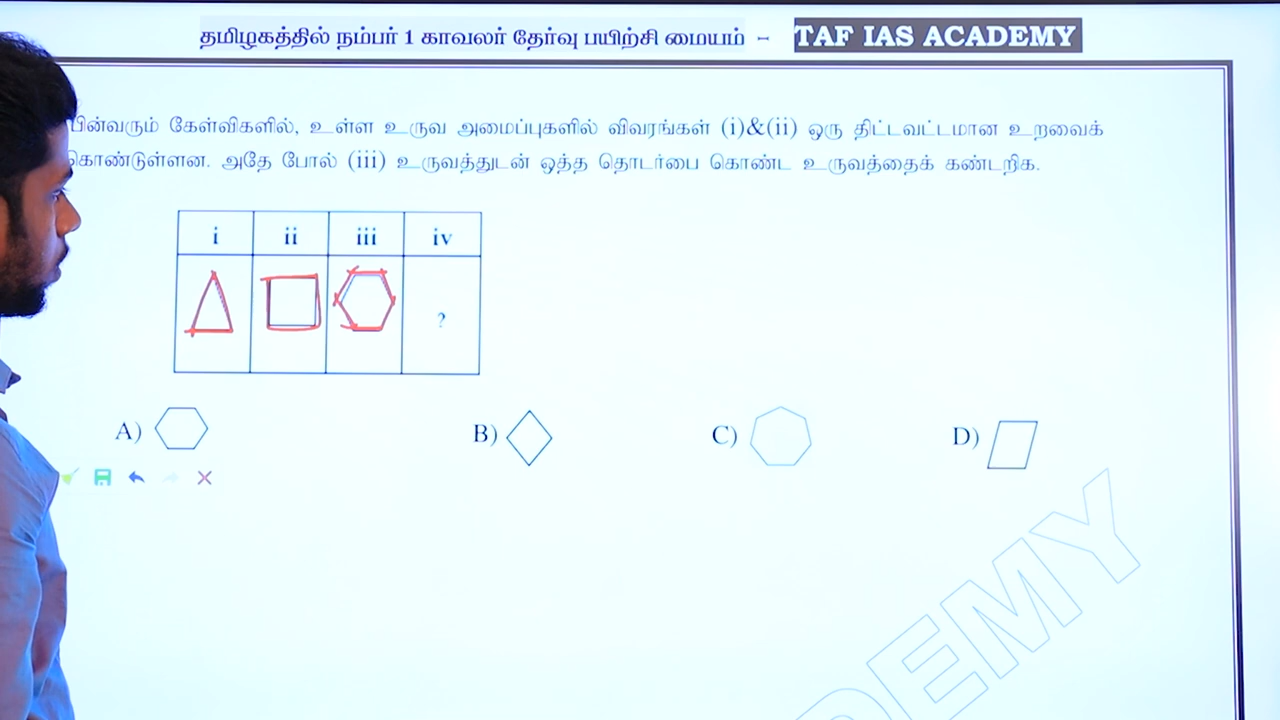 தமிழகத்தில் நம்பர் 1 காவலர் தேர்வு பயிற்சி மையம் – TAF IAS ACADEMY
பின்வரும் கேள்விகளில், உள்ள உருவ அமைப்புகளில் விவரங்கள் (i)&(ii) ஒரு திட்டவட்டமான உறவைக்
கொண்டுள்ளன. அதே போல் (iii) உருவத்துடன் ஒத்த தொடர்பை கொண்ட உருவத்தைக் கண்டறிக.
i ii iii iv
?
A) B) C) D)
DEMY